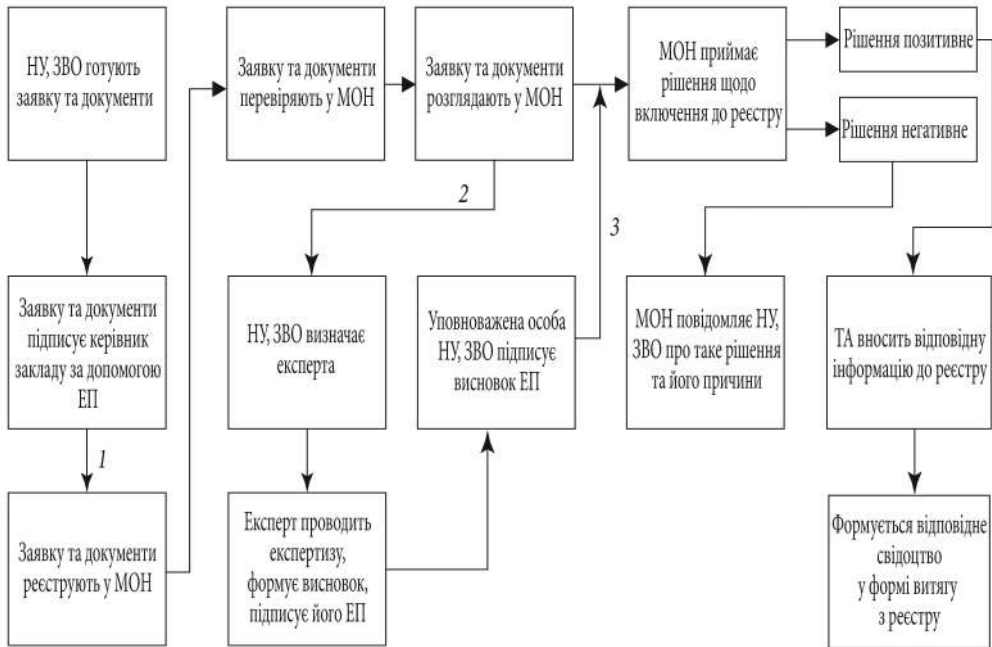 НУ, ЗВО готують
заявку та документи
Заявку та документи
підписує керівник
закладу за допомогою
ЕП
1
Заявку та документи
реєструють у МОН
Заявку та документи
перевіряють у МОН
Заявку та документи
розглядають у МОН
2
НУ, ЗВО визначає
експерта
Експерт проводить
експертизу,
формує висновок,
підписує його ЕП
Уповноважена особа
НУ, ЗВО підписує
висновок ЕП
3
МОН приймає
рішення щодо
включення до реєстру
Рішення позитивне
Рішення негативне
МОН повідомляє НУ,
ЗВО про таке рішення
та його причини
ТА вносить відповідну
інформацію до реєстру
Формується відповідне
свідоцтво
у формі витягу
з реєстру